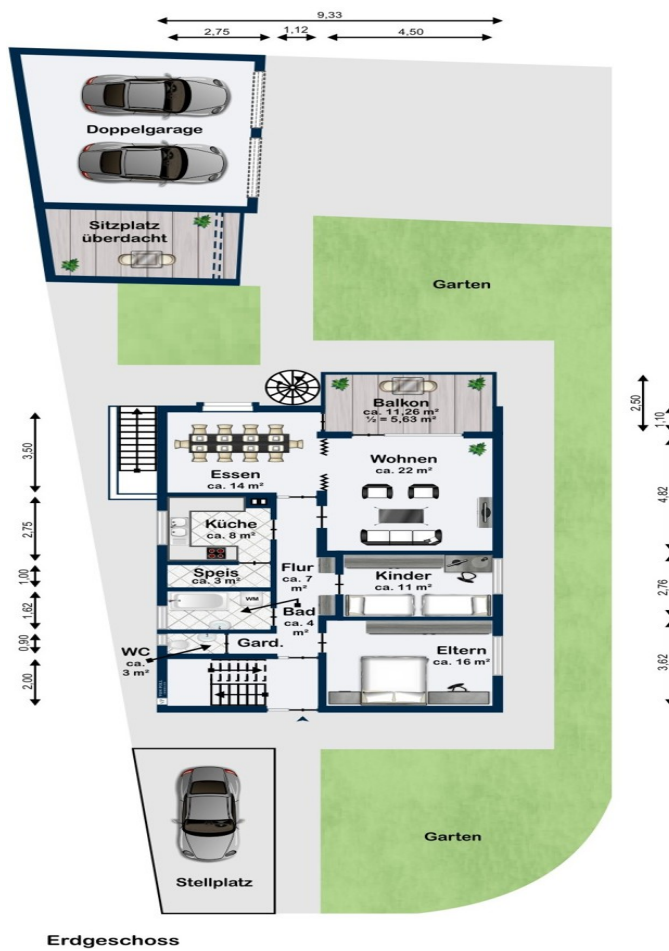 9,33
2,75
1,12
4,50
Doppelgarage
Sitzplatz
überdacht
Garten
Balkon
ca. 11,26 m²
½ = 5,63 m²
2,50
1,10
3,50
Essen
ca. 14 m²
Wohnen
ca. 22 m²
4,82
2,75
Küche
ca. 8 m²
1,00
Speis
ca. 3 m²
Flur
ca. 7
m²
Kinder
ca. 11 m²
2,76
1,62
WM
Bad
ca. 4
m²
0,90
WC
ca.
3 m²
Gard.
Eltern
ca. 16 m²
3,62
2,00
Stellplatz
Garten
Erdgeschoss